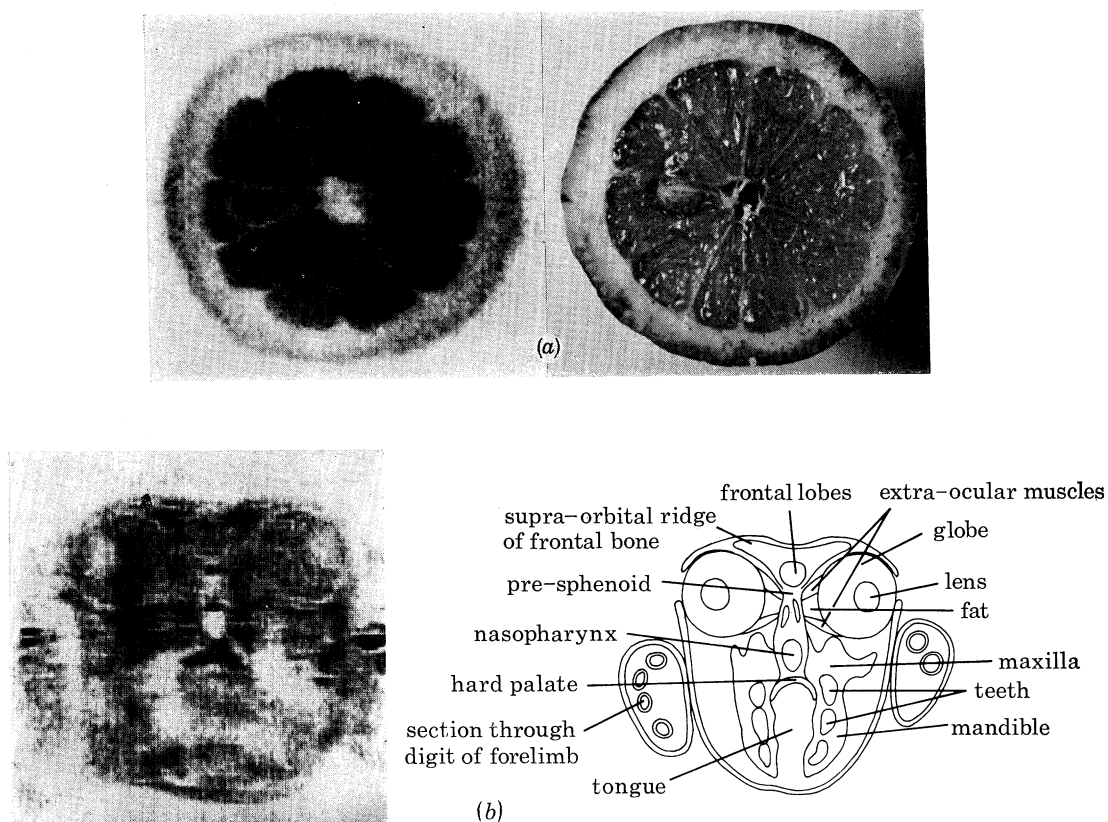 (a)
frontal lobes
extra-ocular muscles
supra-orbital ridge
of frontal bone
globe
pre-sphenoid
lens
fat
nasopharynx
maxilla
hard palate
teeth
section through
digit of forelimb
mandible
tongue
(b)